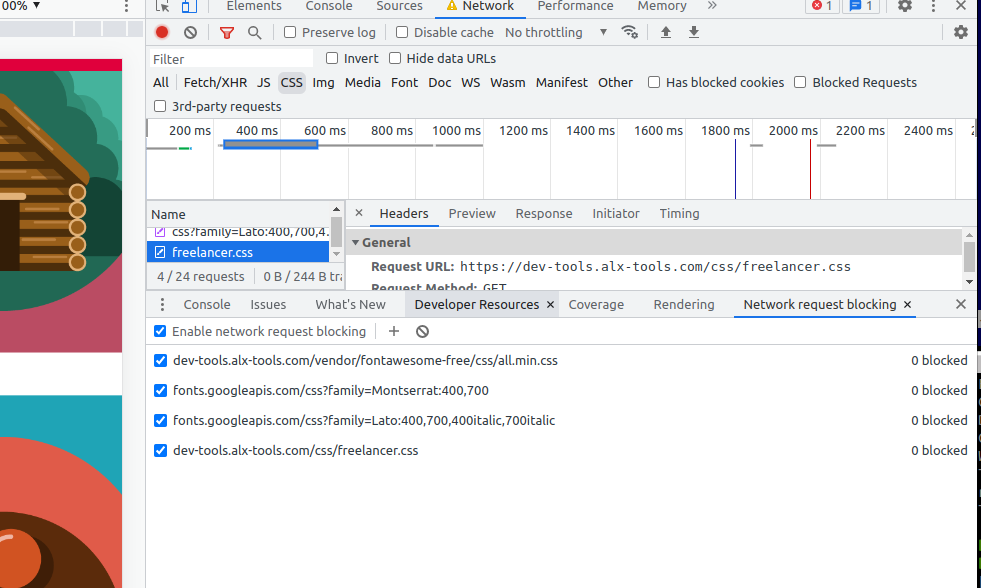 00% ▼ Elements Console Sources Network Performance Memory » 1 1
Preserve log Disable cache No throttling ▼
Filter Invert Hide data URLs
All Fetch/XHR JS CSS Img Media Font Doc WS Wasm Manifest Other Has blocked cookies Blocked Requests
3rd-party requests
200 ms 400 ms 600 ms 800 ms 1000 ms 1200 ms 1400 ms 1600 ms 1800 ms 2000 ms 2200 ms 2400 ms
Name × Headers Preview Response Initiator Timing
css?family=Lato:400,700,4.
▼ General
freelancer.css
Request URL: https://dev-tools.alx-tools.com/css/freelancer.css
4 / 24 requests 0 B / 244 B tra
Request Method: GET
Console Issues What's New Developer Resources × Coverage Rendering Network request blocking ×
Enable network request blocking
dev-tools.alx-tools.com/vendor/fontawesome-free/css/all.min.css 0 blocked
fonts.googleapis.com/css?family=Montserrat:400,700 0 blocked
fonts.googleapis.com/css?family=Lato:400,700,400italic,700italic 0 blocked
dev-tools.alx-tools.com/css/freelancer.css 0 blocked